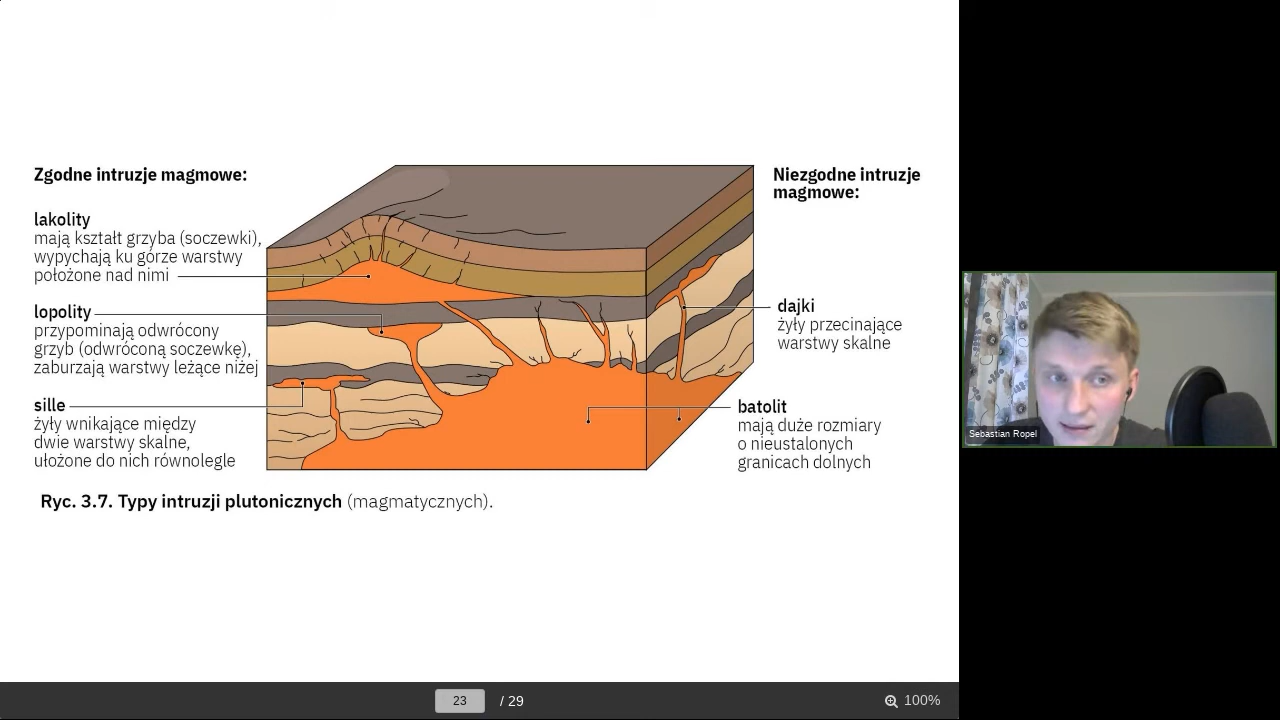 Zgodne intruzje magmowe:
lakolity
mają kształt grzyba (soczewki),
wypychają ku górze warstwy
położone nad nimi
lopolity
przypominają odwrócony
grzyb (odwróconą soczewkę),
zaburzają warstwy leżące niżej
sille
żyły wnikające między
dwie warstwy skalne,
ułożone do nich równolegle
Niezgodne intruzje
magmowe:
dajki
żyły przecinające
warstwy skalne
batolit
mają duże rozmiary
o nieustalonych
granicach dolnych
Ryc. 3.7. Typy intruzji plutonicznych (magmatycznych).
Sebastian Ropel
23 / 29
100%